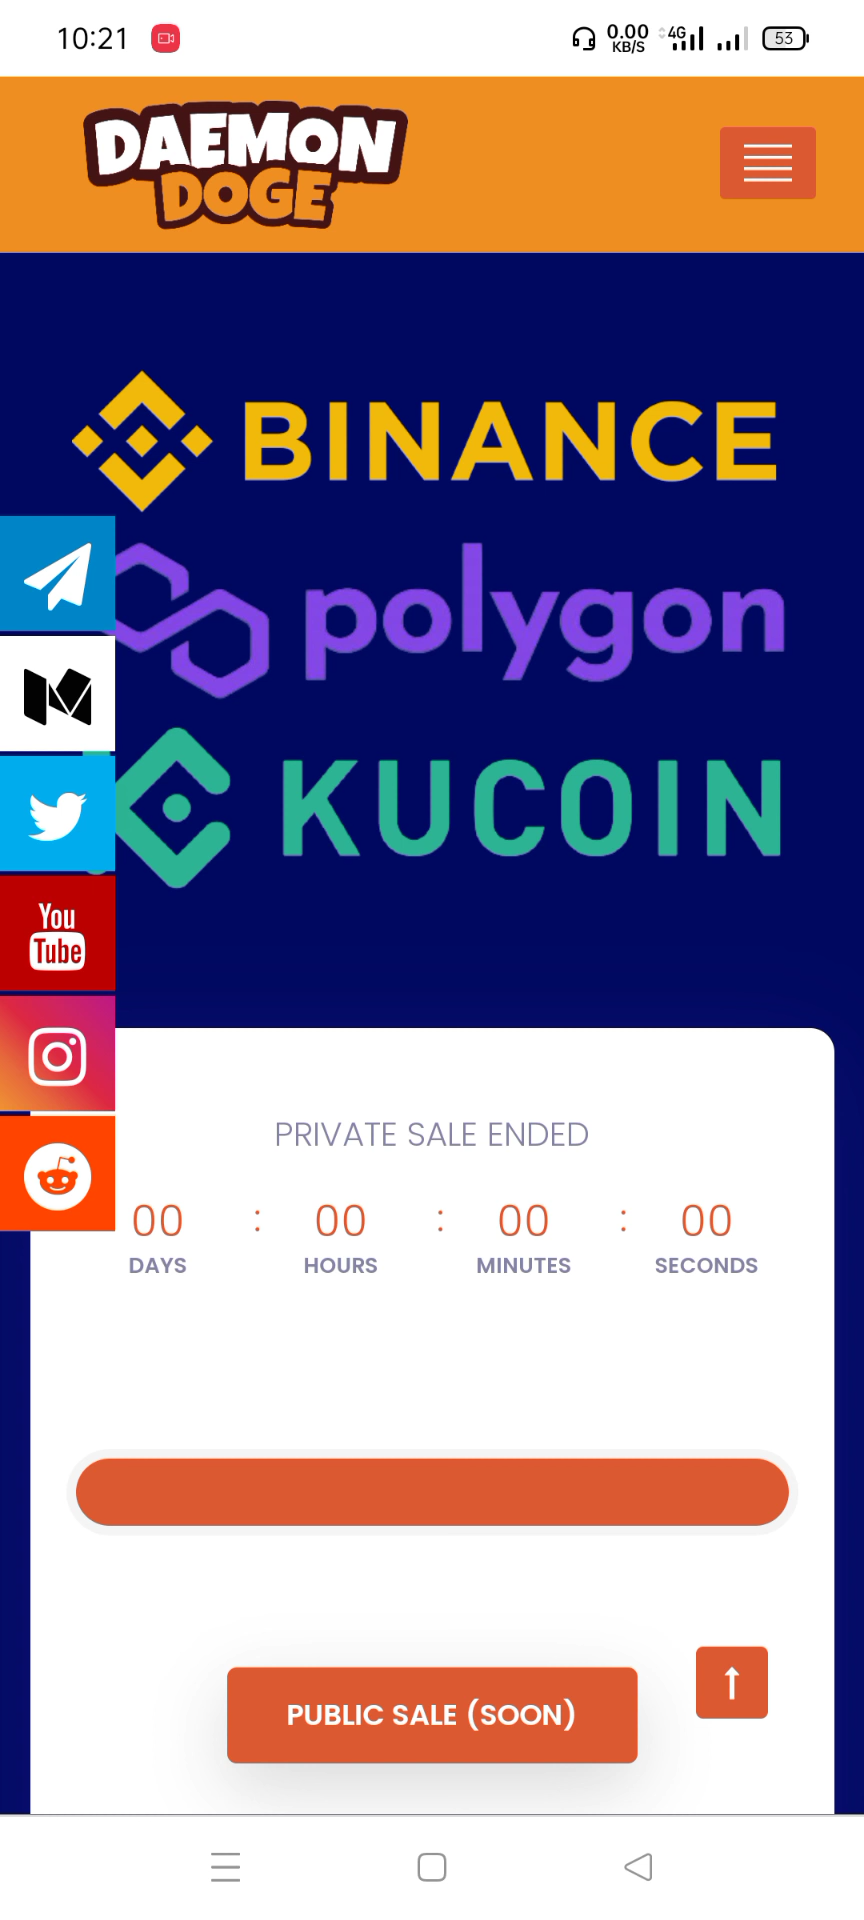 10:21
0.00
KB/S
4G
53
DAEMON
DOGE
BINANCE
polygon
KUCOIN
You
Tube
PRIVATE SALE ENDED
00 : 00 : 00 : 00
DAYS HOURS MINUTES SECONDS
PUBLIC SALE (SOON)